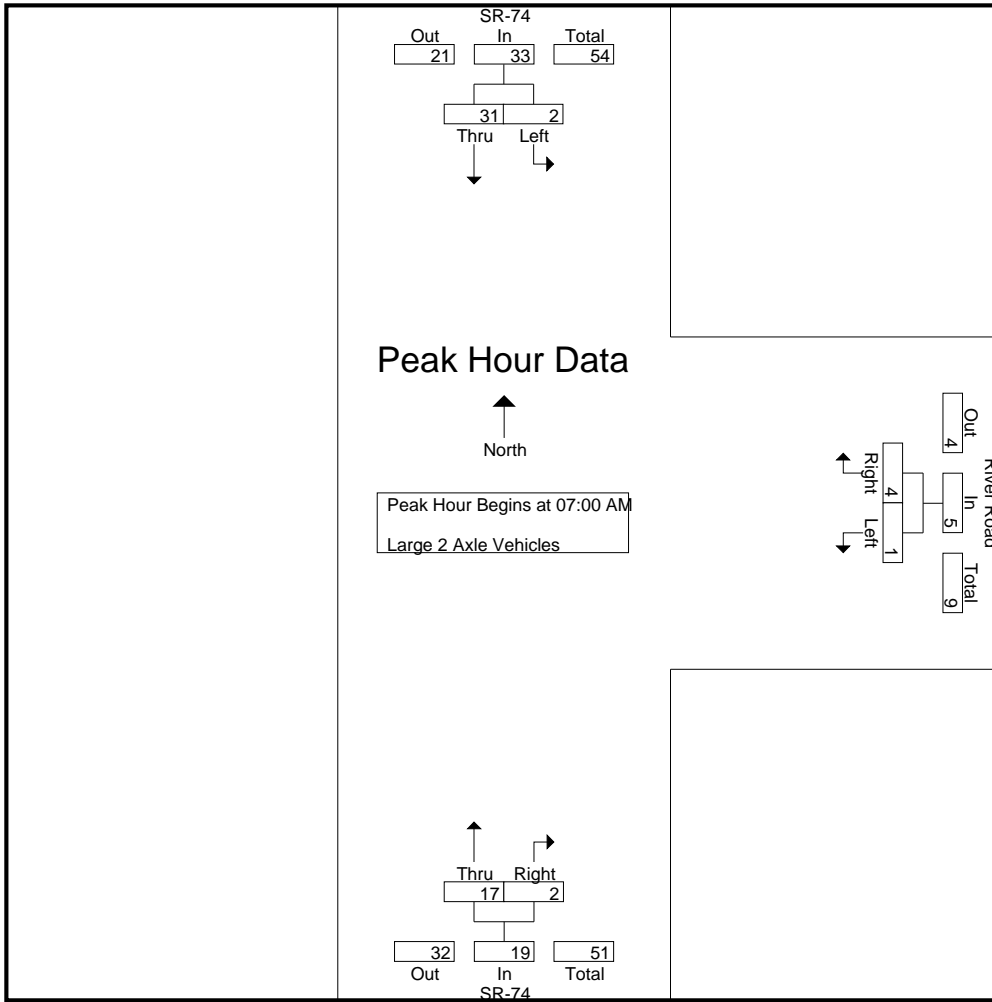 SR-74
Out In Total
21 33 54
31 2
Thru Left
Peak Hour Data
North
Peak Hour Begins at 07:00 AM
Large 2 Axle Vehicles
River Road
Out In Total
4 5 9
Right Left
4 1
Thru Right
17 2
32 19 51
Out In Total
SR-74